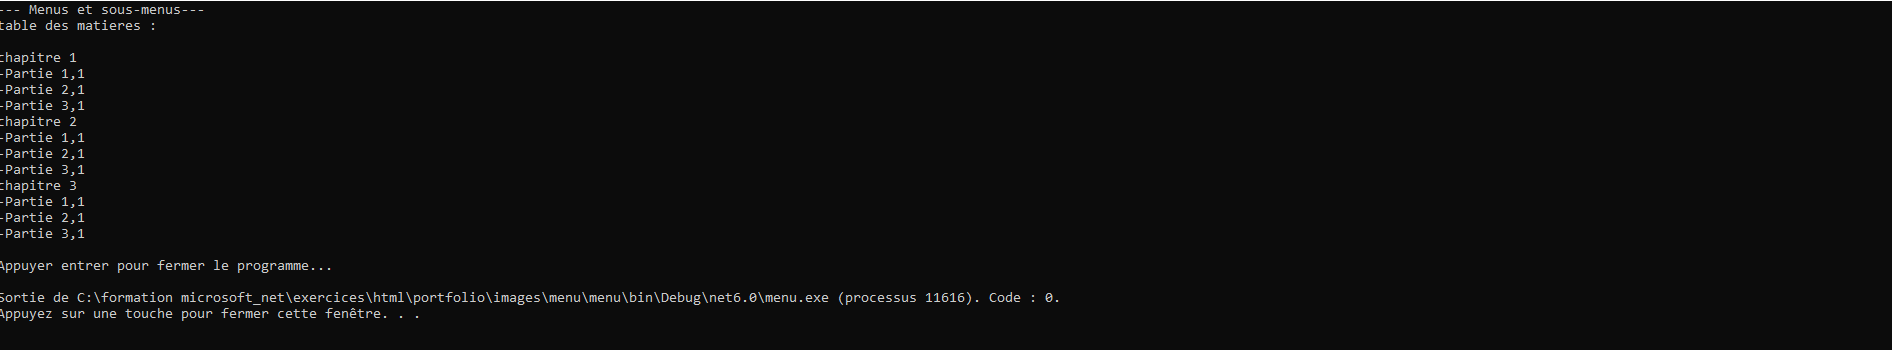 --- Menus et sous-menus---
table des matieres :
chapitre 1
-Partie 1,1
-Partie 2,1
-Partie 3,1
chapitre 2
-Partie 1,1
-Partie 2,1
-Partie 3,1
chapitre 3
-Partie 1,1
-Partie 2,1
-Partie 3,1
Appuyer entrer pour fermer le programme...
Sortie de C:\formation microsoft_net\exercices\html\portfolio\images\menu\menu\bin\Debug\net6.0\menu.exe (processus 11616). Code : 0.
Appuyez sur une touche pour fermer cette fenêtre. . .